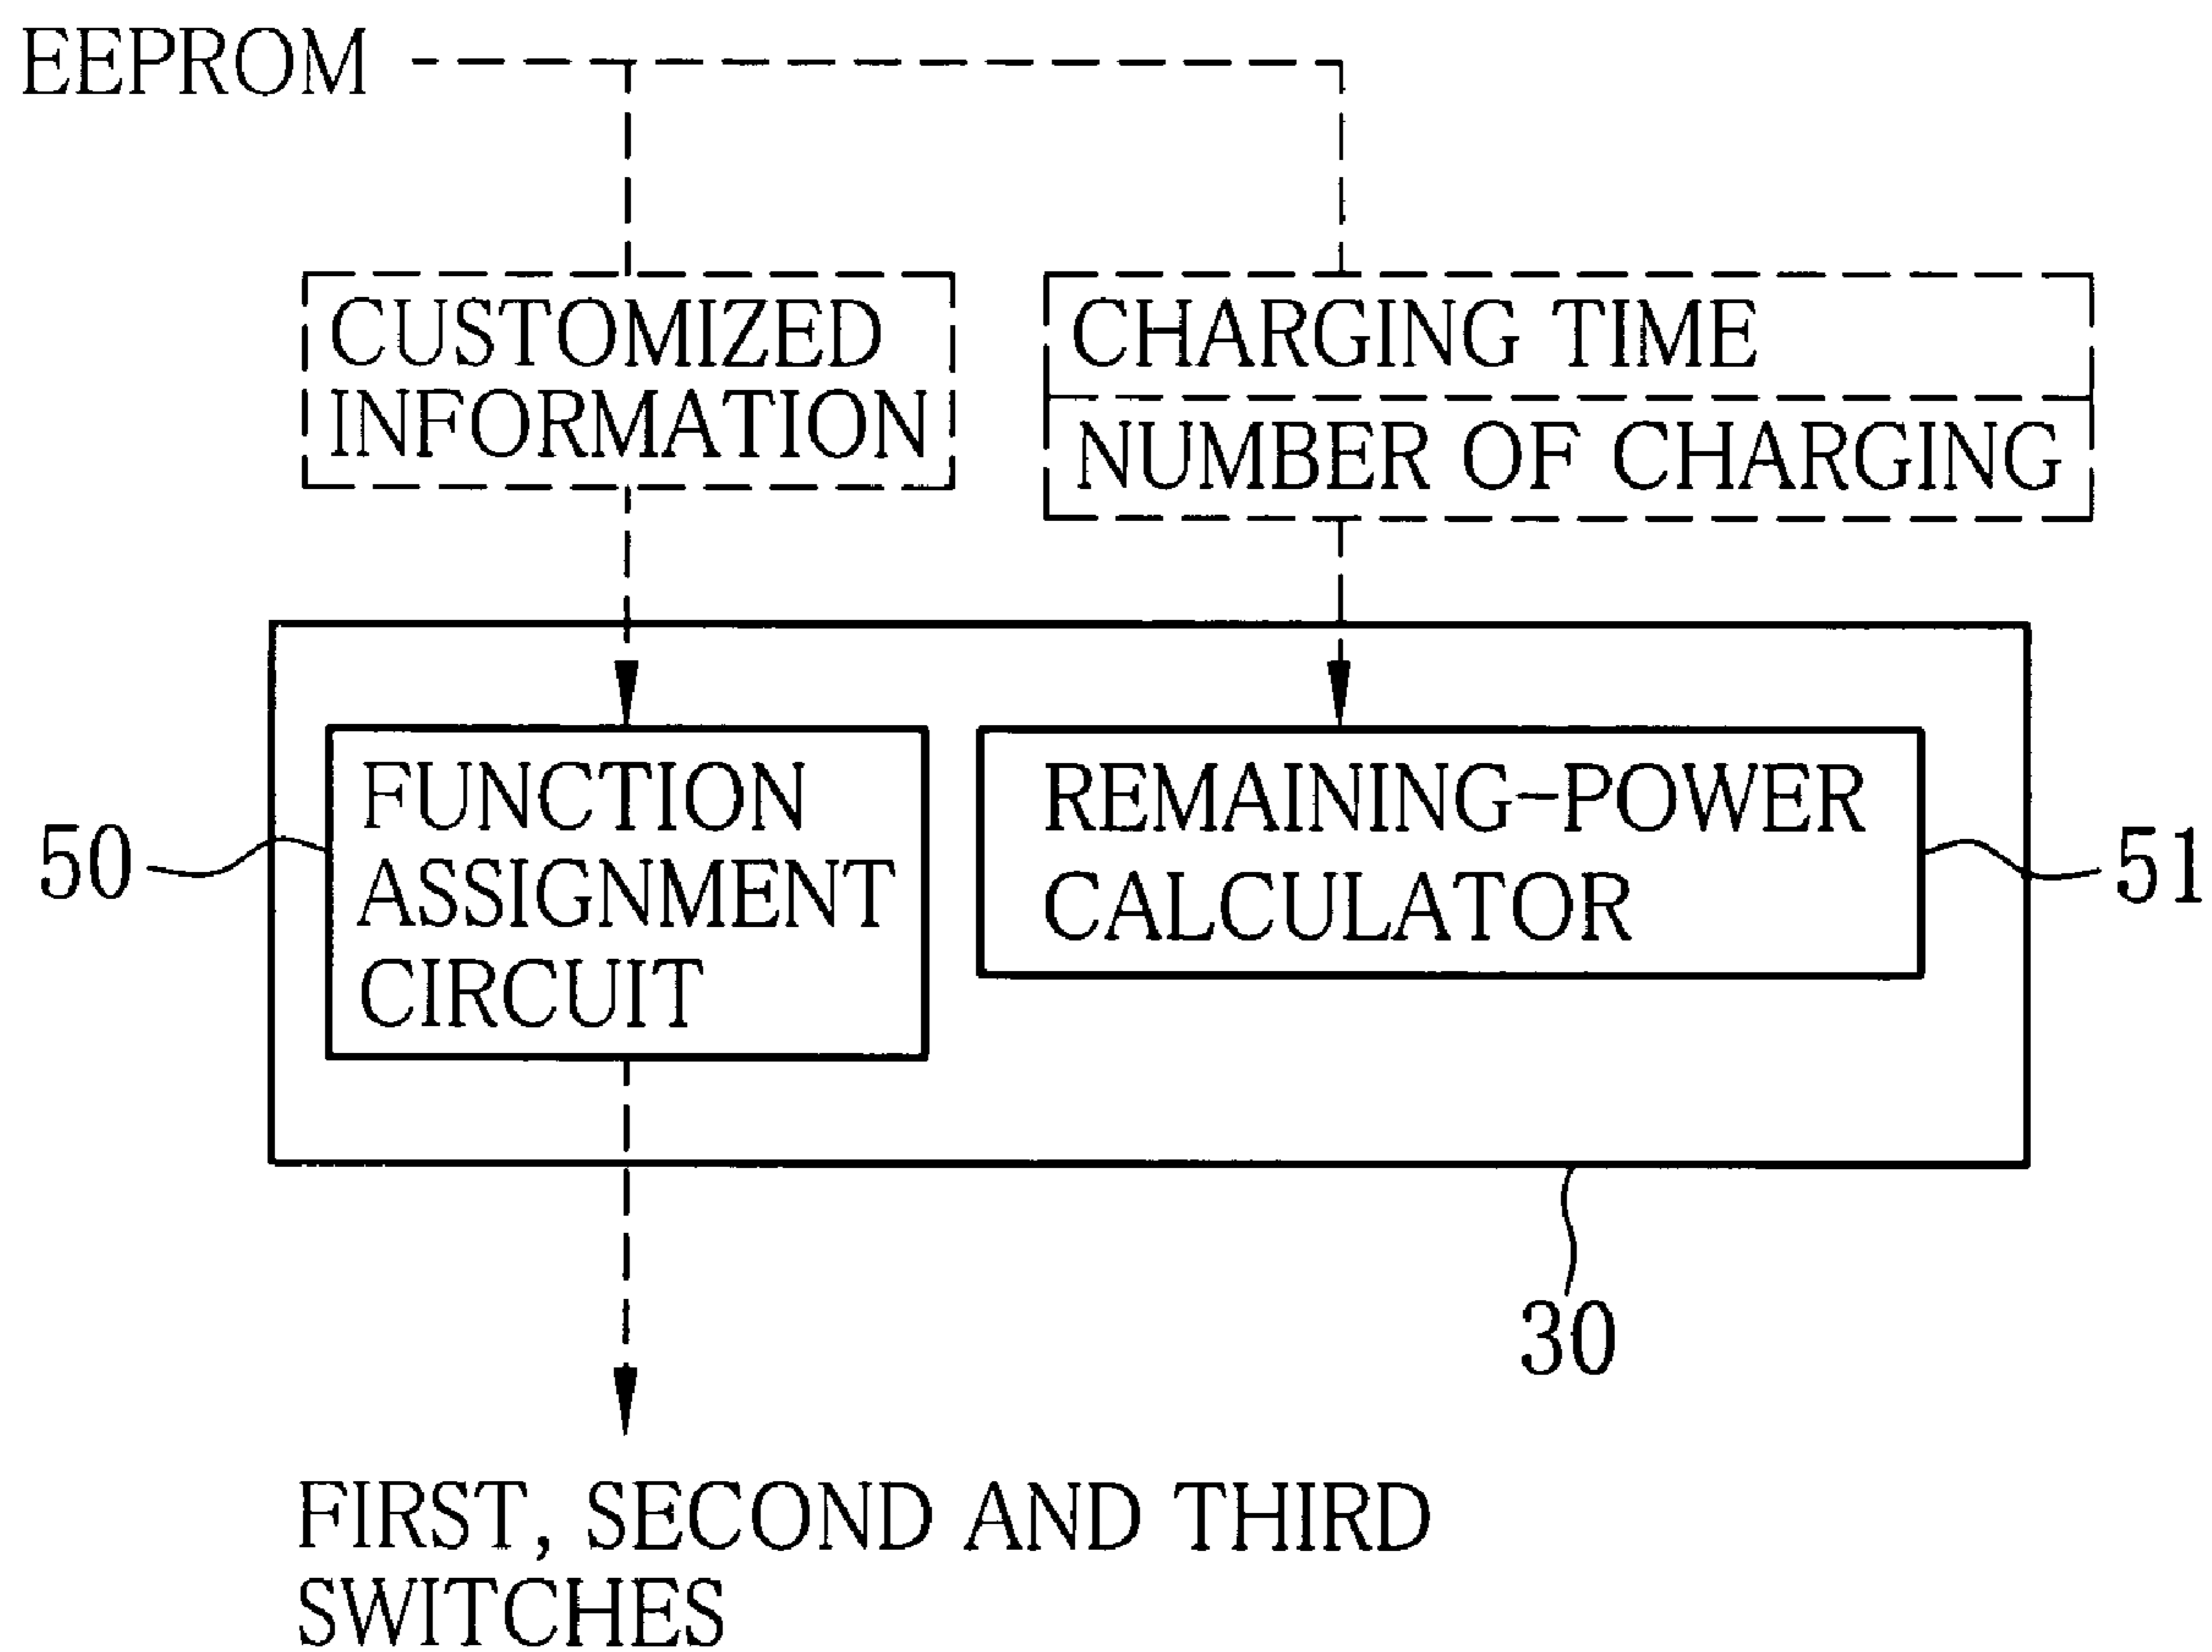 EEPROM
CUSTOMIZED
INFORMATION
CHARGING TIME
NUMBER OF CHARGING
FUNCTION
ASSIGNMENT
CIRCUIT
REMAINING-POWER
CALCULATOR
50
51
30
FIRST, SECOND AND THIRD
SWITCHES